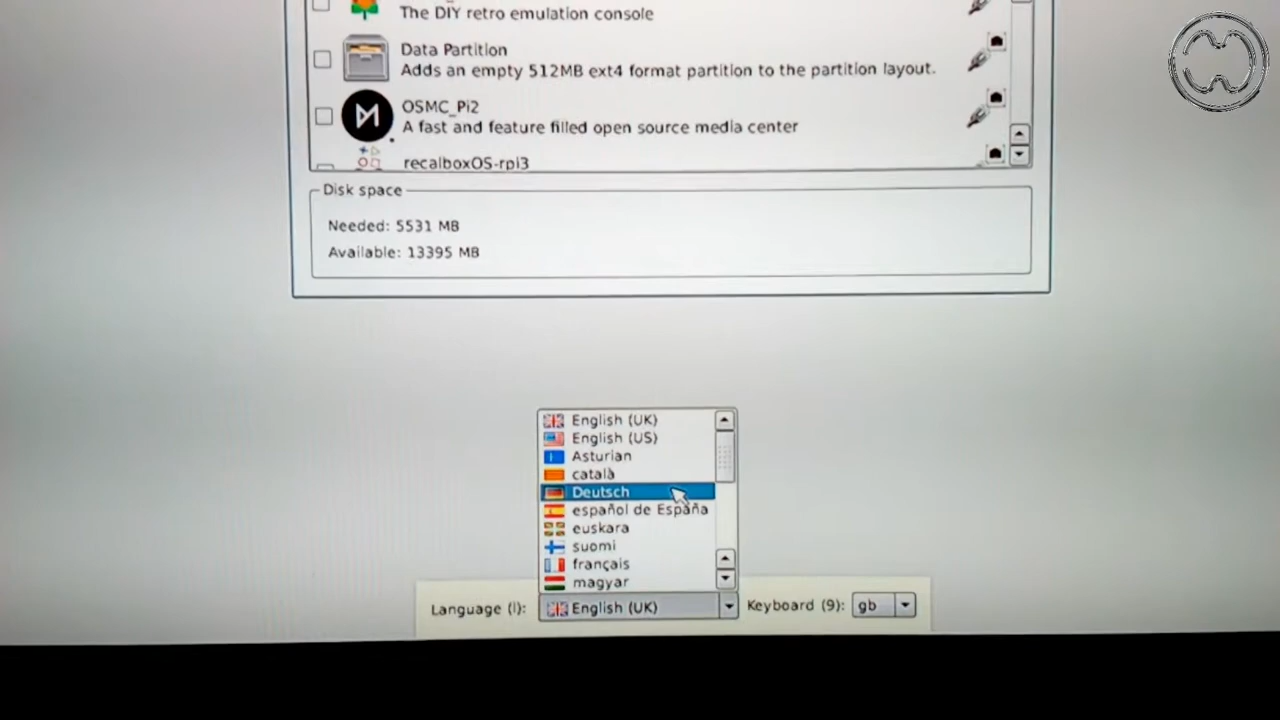 The DIY retro emulation console
Data Partition
Adds an empty 512MB ext4 format partition to the partition layout.
OSMC_Pi2
A fast and feature filled open source media center
recalboxOS-rpi3
Disk space
Needed: 5531 MB
Available: 13395 MB
English (UK)
English (US)
Asturian
català
Deutsch
español de España
euskara
suomi
français
magyar
Language (l): English (UK) Keyboard (9): gb